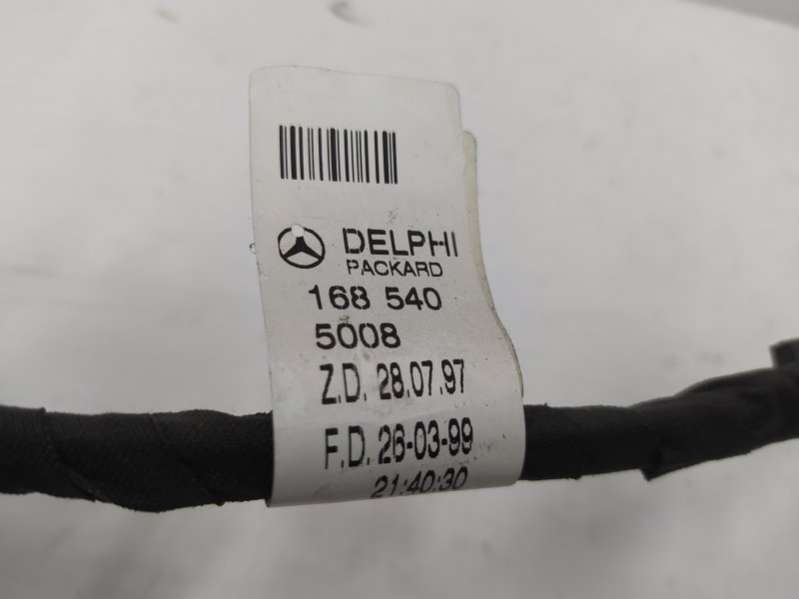 DELPHI
PACKARD
168 540
5008
Z.D. 28.07.97
F.D. 26-03-99
21:40:30